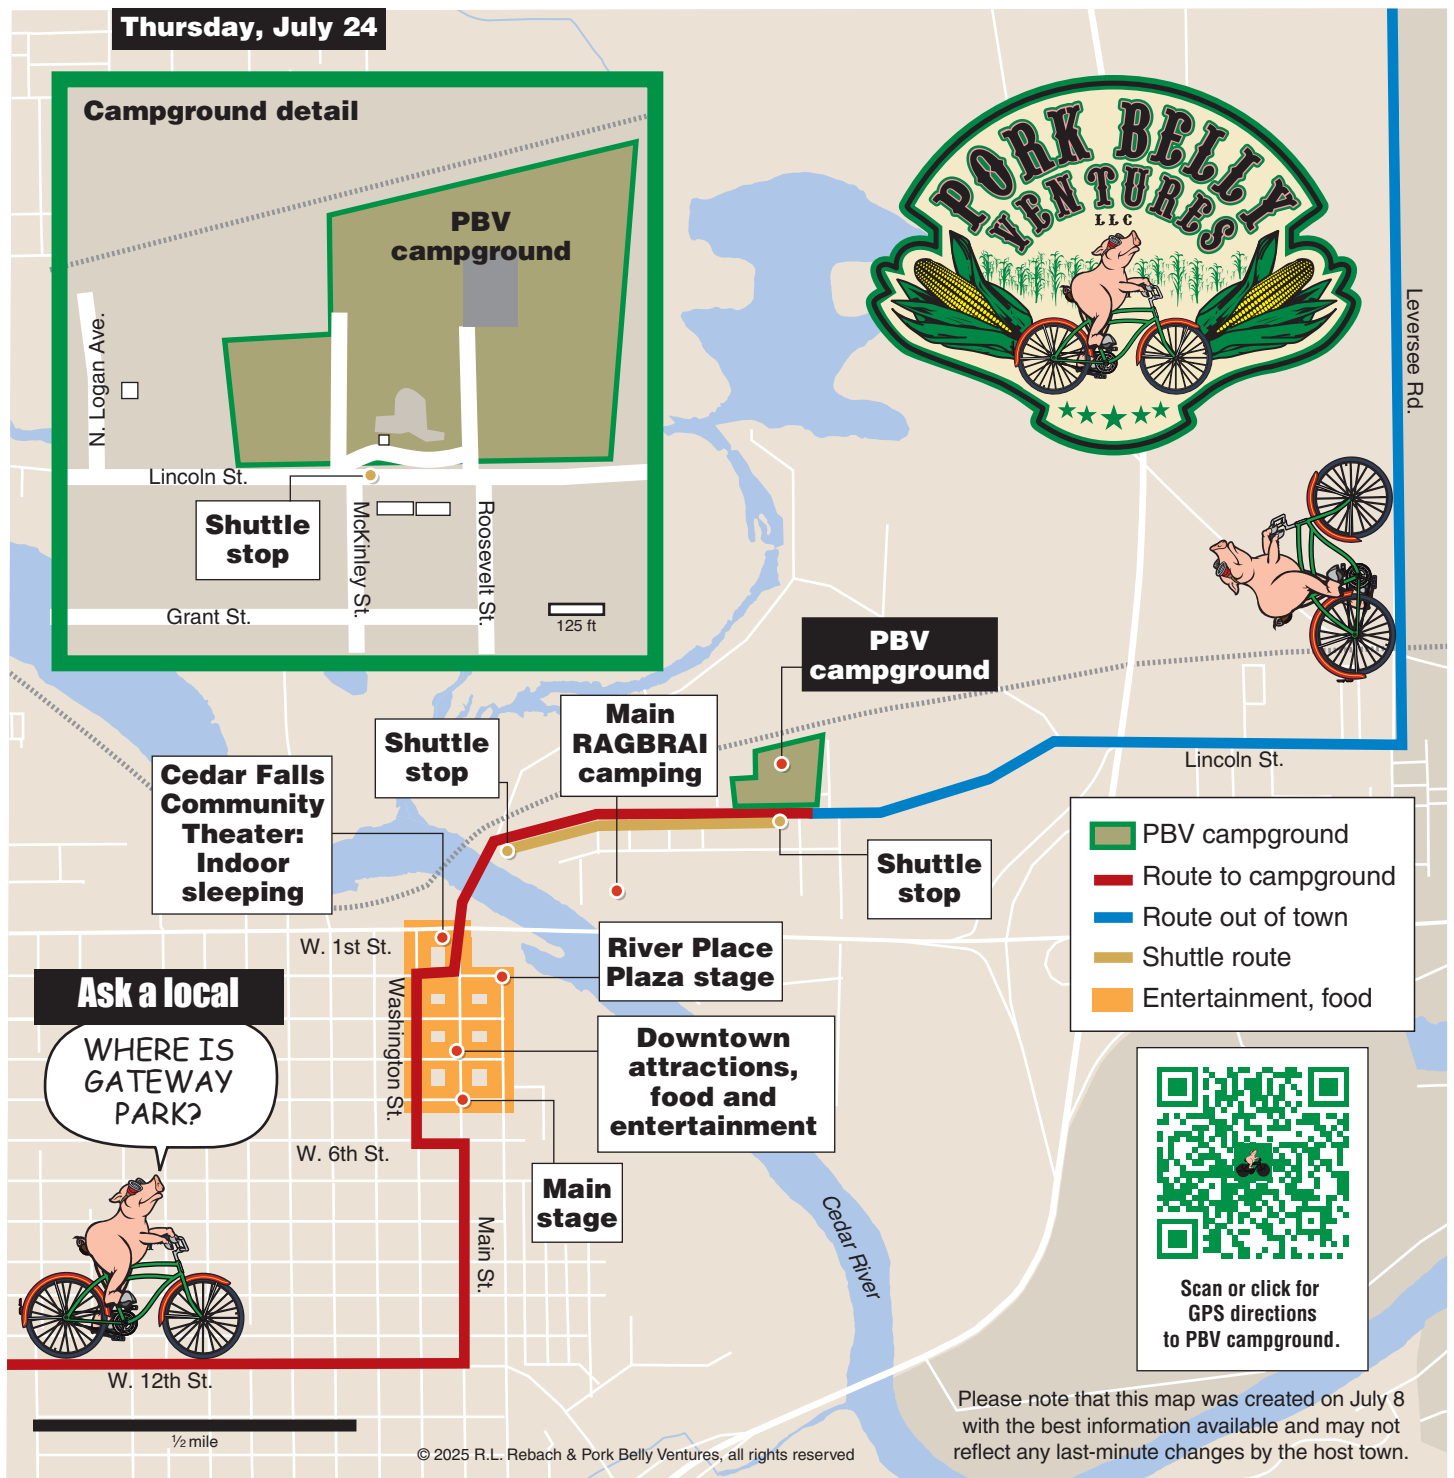 Thursday, July 24
Campground detail
PBV
campground
N. Logan Ave.
Lincoln St.
Shuttle
stop
McKinley St.
Roosevelt St.
Grant St.
125 ft
PORK BELLY
VENTURES
LLC
Leversee Rd.
PBV
campground
Main
RAGBRAI
camping
Shuttle
stop
Cedar Falls
Community
Theater:
Indoor
sleeping
Lincoln St.
Shuttle
stop
PBV campground
Route to campground
Route out of town
Shuttle route
Entertainment, food
W. 1st St.
River Place
Plaza stage
Washington St.
Ask a local
WHERE IS
GATEWAY
PARK?
Downtown
attractions,
food and
entertainment
W. 6th St.
Main
stage
Main St.
Cedar River
Scan or click for
GPS directions
to PBV campground.
W. 12th St.
½ mile
© 2025 R.L. Rebach & Pork Belly Ventures, all rights reserved
Please note that this map was created on July 8
with the best information available and may not
reflect any last-minute changes by the host town.